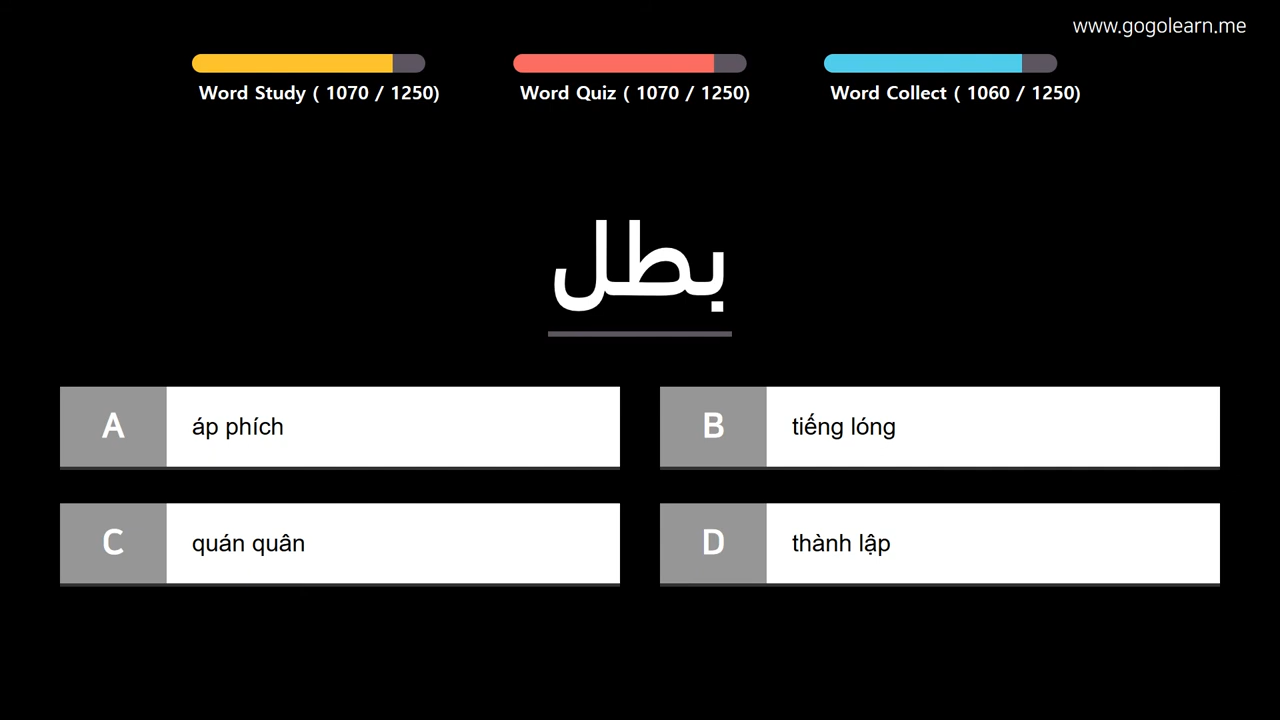 www.gogolearn.me
Word Study ( 1070 / 1250)
Word Quiz ( 1070 / 1250)
Word Collect ( 1060 / 1250)
بطل
A
áp phích
B
tiếng lóng
C
quán quân
D
thành lập